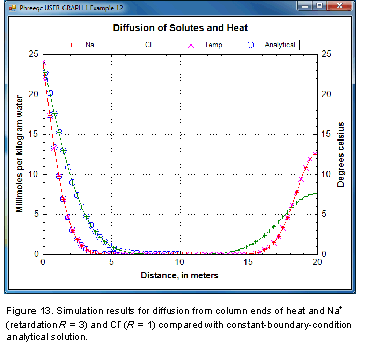 Phreeqc USER GRAPH 1 Example 12
Diffusion of Solutes and Heat
Na Cl Temp Analytical
25 25
20 20
15 15
10 10
5 5
0 0
0 5 10 15 20
Millimoles per kilogram water
Degrees celsius
Distance, in meters
Figure 13. Simulation results for diffusion from column ends of heat and Na⁺
(retardation R = 3) and Cl⁻ (R = 1) compared with constant-boundary-condition
analytical solution.